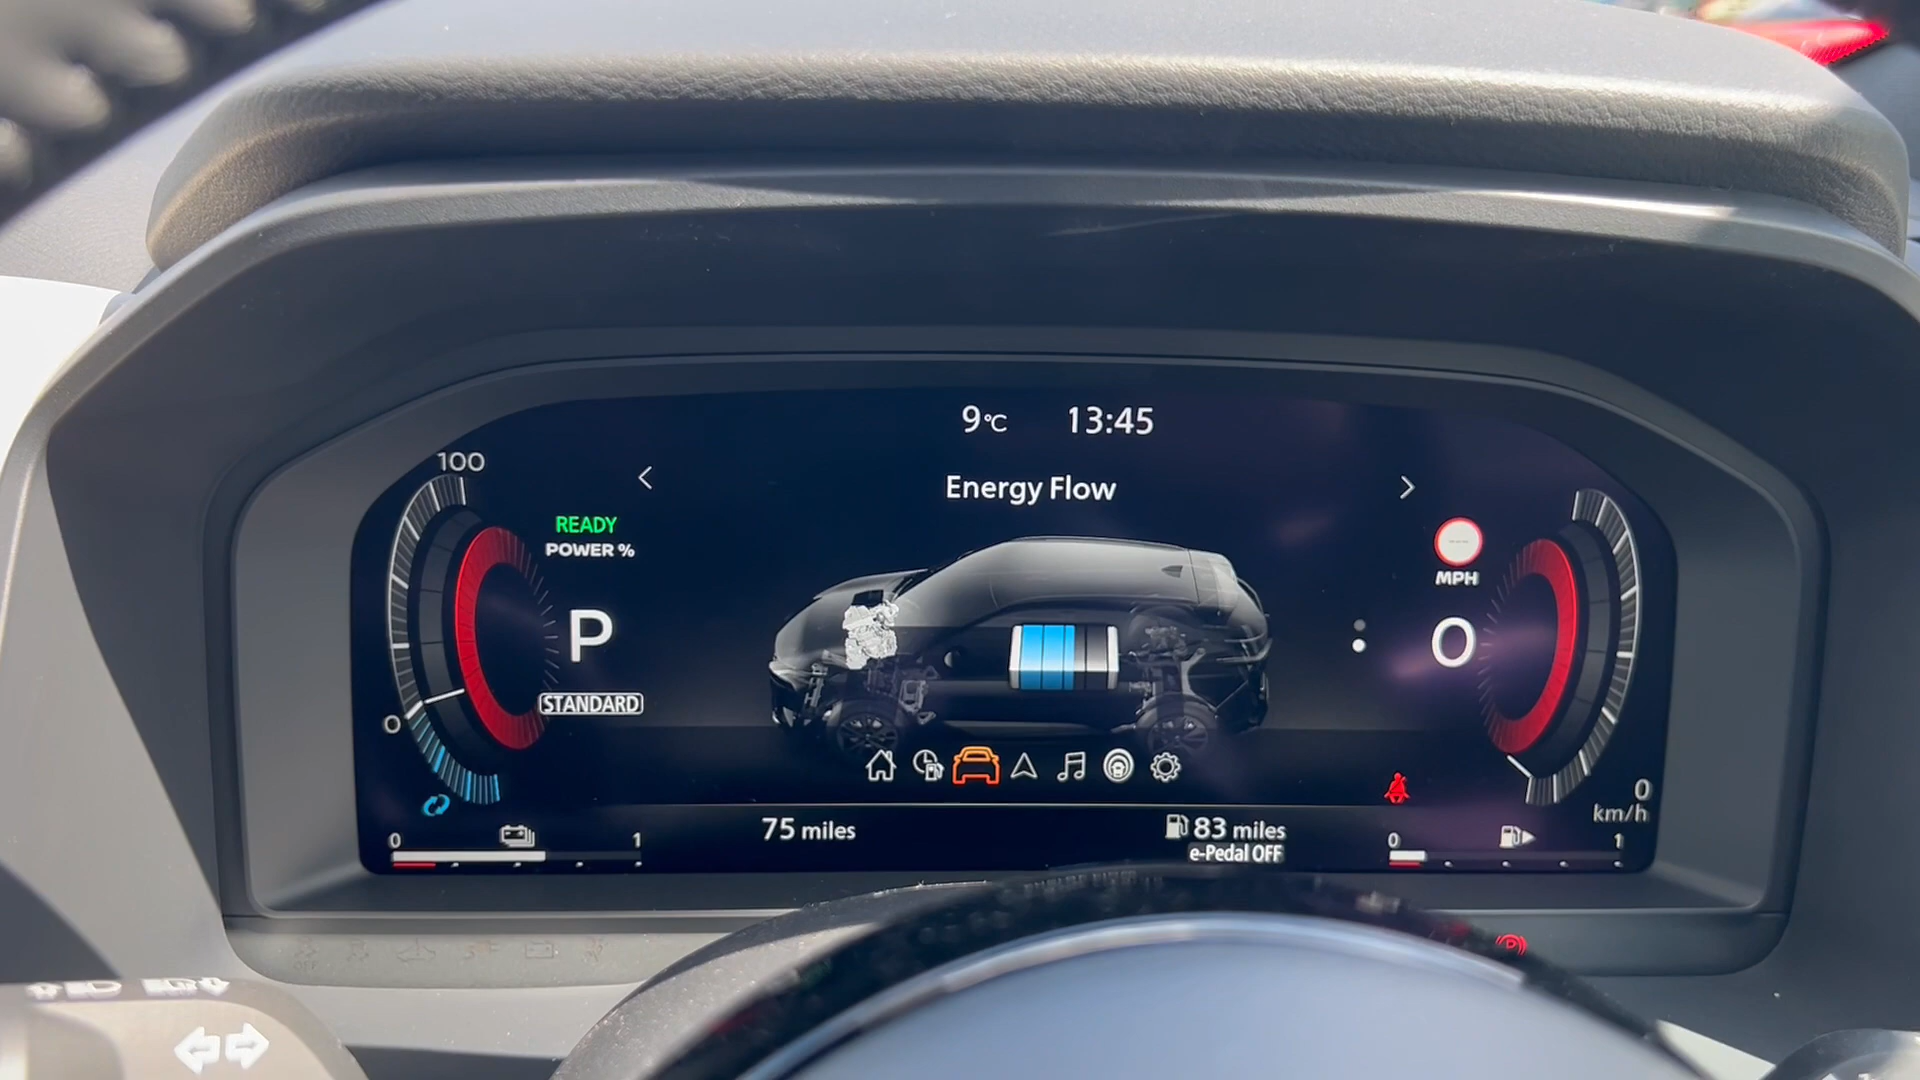 9°C 13:45
Energy Flow
100
READY
POWER %
P
STANDARD
0
MPH
0
0
km/h
0 1
75 miles
83 miles
e-Pedal OFF
0 1